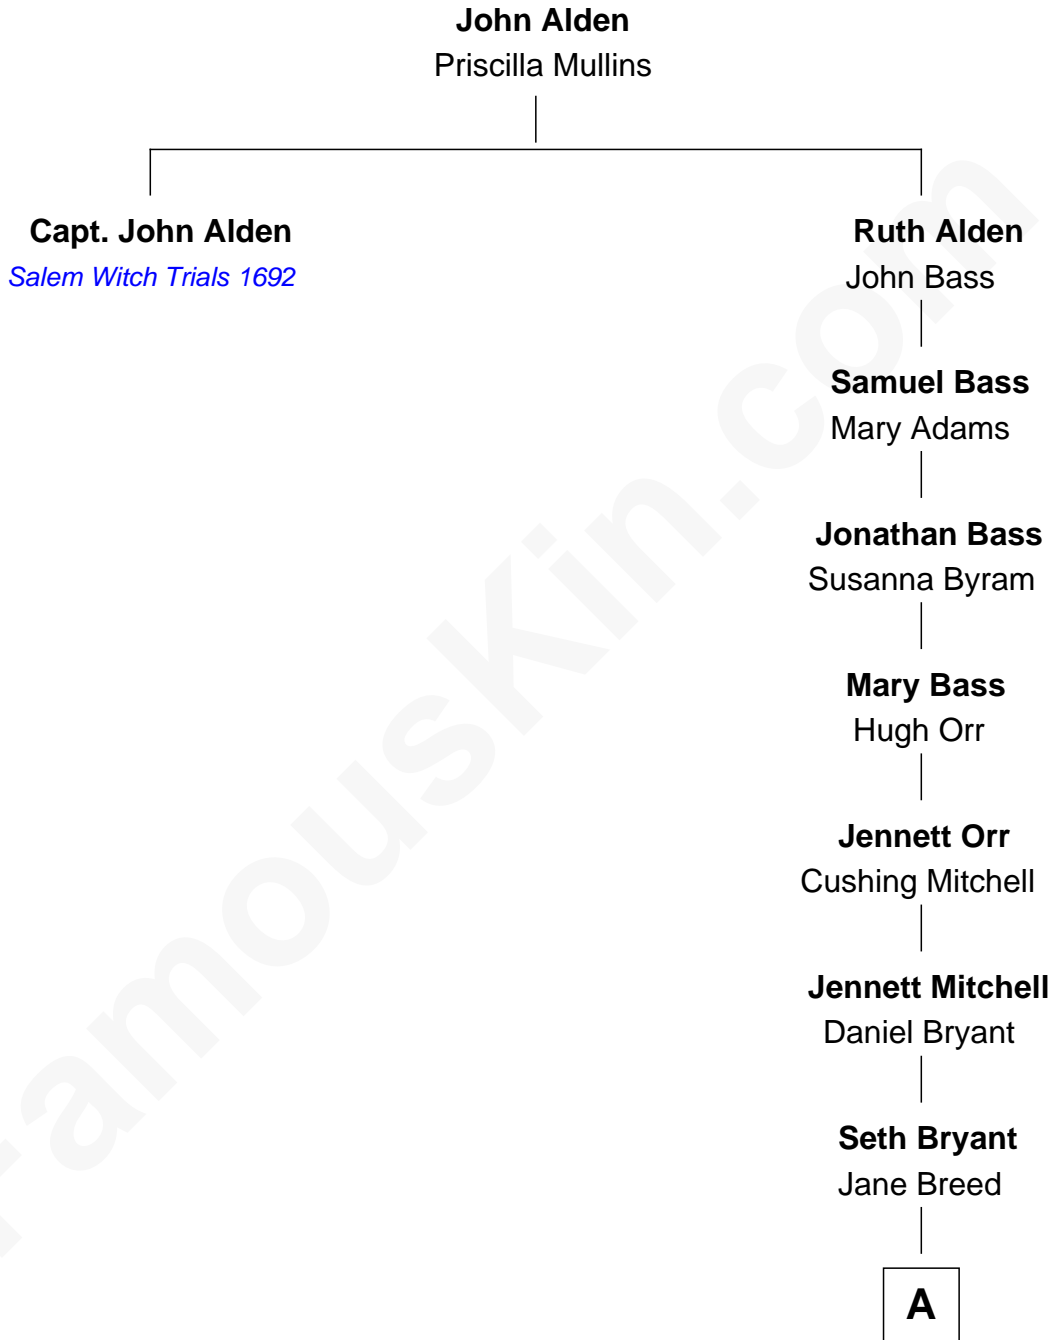 John Alden
Priscilla Mullins
Capt. John Alden
Salem Witch Trials 1692
Ruth Alden
John Bass
Samuel Bass
Mary Adams
Jonathan Bass
Susanna Byram
Mary Bass
Hugh Orr
Jennett Orr
Cushing Mitchell
Jennett Mitchell
Daniel Bryant
Seth Bryant
Jane Breed
A
FamousKin.com